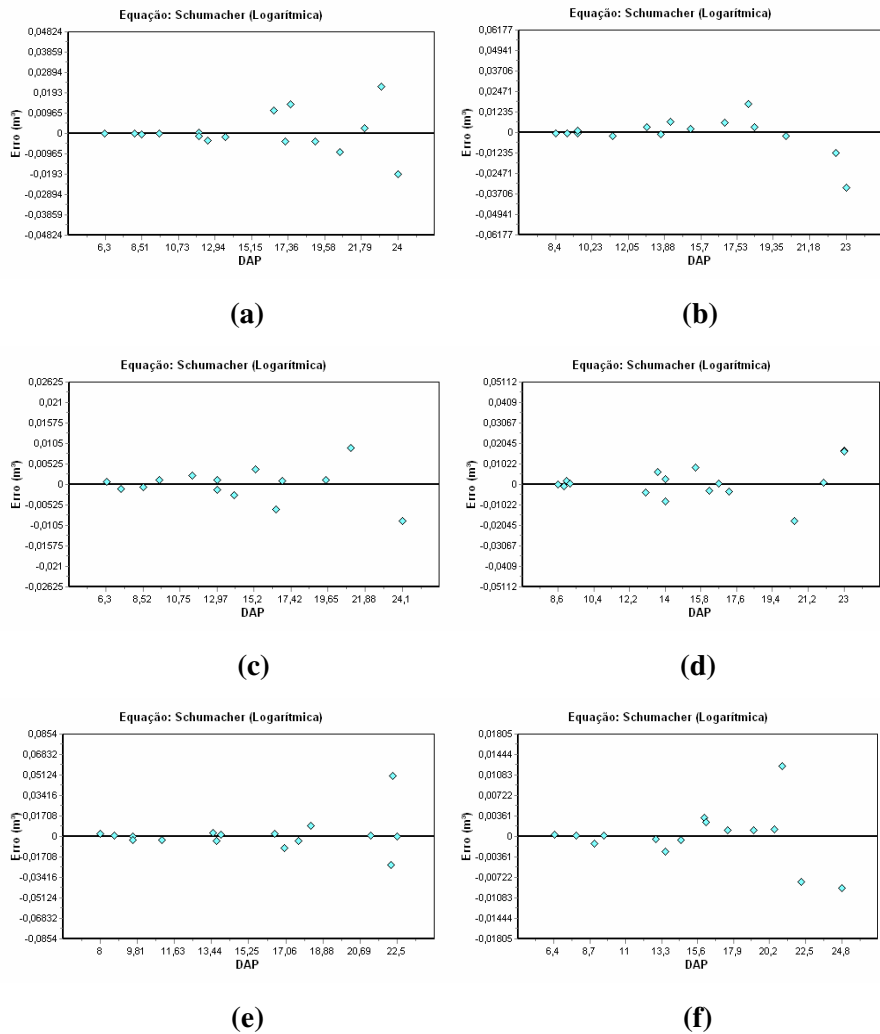 Equação: Schumacher (Logarítmica)
0,04824
0,03859
0,02894
0,0193
0,00965
0
-0,00965
-0,0193
-0,02894
-0,03859
-0,04824
Erro (m³)
6,3 8,51 10,73 12,94 15,15 17,36 19,58 21,79 24
DAP
(a)
Equação: Schumacher (Logarítmica)
0,06177
0,04941
0,03706
0,02471
0,01235
0
-0,01235
-0,02471
-0,03706
-0,04941
-0,06177
Erro (m³)
8,4 10,23 12,05 13,88 15,7 17,53 19,35 21,18 23
DAP
(b)
Equação: Schumacher (Logarítmica)
0,02625
0,021
0,01575
0,0105
0,00525
0
-0,00525
-0,0105
-0,01575
-0,021
-0,02625
Erro (m³)
6,3 8,52 10,75 12,97 15,2 17,42 19,65 21,88 24,1
DAP
(c)
Equação: Schumacher (Logarítmica)
0,05112
0,0409
0,03067
0,02045
0,01022
0
-0,01022
-0,02045
-0,03067
-0,0409
-0,05112
Erro (m³)
8,6 10,4 12,2 14 15,8 17,6 19,4 21,2 23
DAP
(d)
Equação: Schumacher (Logarítmica)
0,0854
0,06832
0,05124
0,03416
0,01708
0
-0,01708
-0,03416
-0,05124
-0,06832
-0,0854
Erro (m³)
8 9,81 11,63 13,44 15,25 17,06 18,88 20,69 22,5
DAP
(e)
Equação: Schumacher (Logarítmica)
0,01805
0,01444
0,01083
0,00722
0,00361
0
-0,00361
-0,00722
-0,01083
-0,01444
-0,01805
Erro (m³)
6,4 8,7 11 13,3 15,6 17,9 20,2 22,5 24,8
DAP
(f)